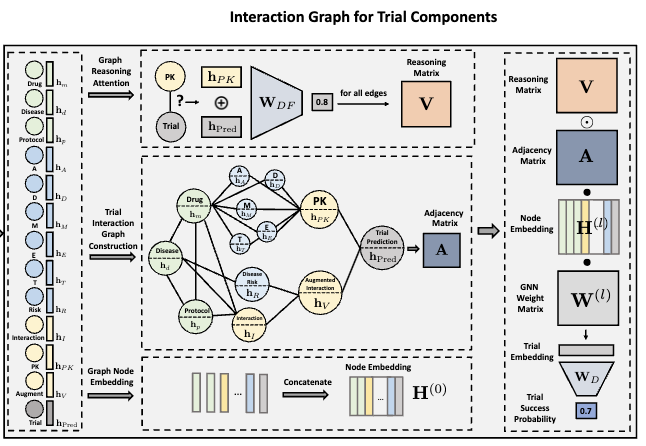 Interaction Graph for Trial Components
Drug
h_m
Disease
h_d
Protocol
h_p
A
h_A
D
h_D
M
h_M
E
h_E
T
h_T
Risk
h_R
Interaction
h_I
PK
h_PK
Augment
h_V
Trial
h_Pred
Graph
Reasoning
Attention
Trial
Interaction
Graph
Construction
Graph Node
Embedding
PK
? →
Trial
h_PK
⊕
h_Pred
W_DF
0.8
for all edges
Reasoning
Matrix
V
Drug
h_m
Disease
h_d
Protocol
h_p
A
h_A
D
h_D
M
h_M
E
h_E
h_T
Disease
Risk
h_R
Interaction
h_I
PK
h_PK
Augmented
Interaction
h_V
Trial
Prediction
h_Pred
Adjacency
Matrix
A
...
Concatenate
Node Embedding
...
H^(0)
Reasoning
Matrix
V
⊙
Adjacency
Matrix
A
Node
Embedding
H^(l)
GNN
Weight
Matrix
W^(l)
Trial
Embedding
W_D
Trial
Success
Probability
0.7